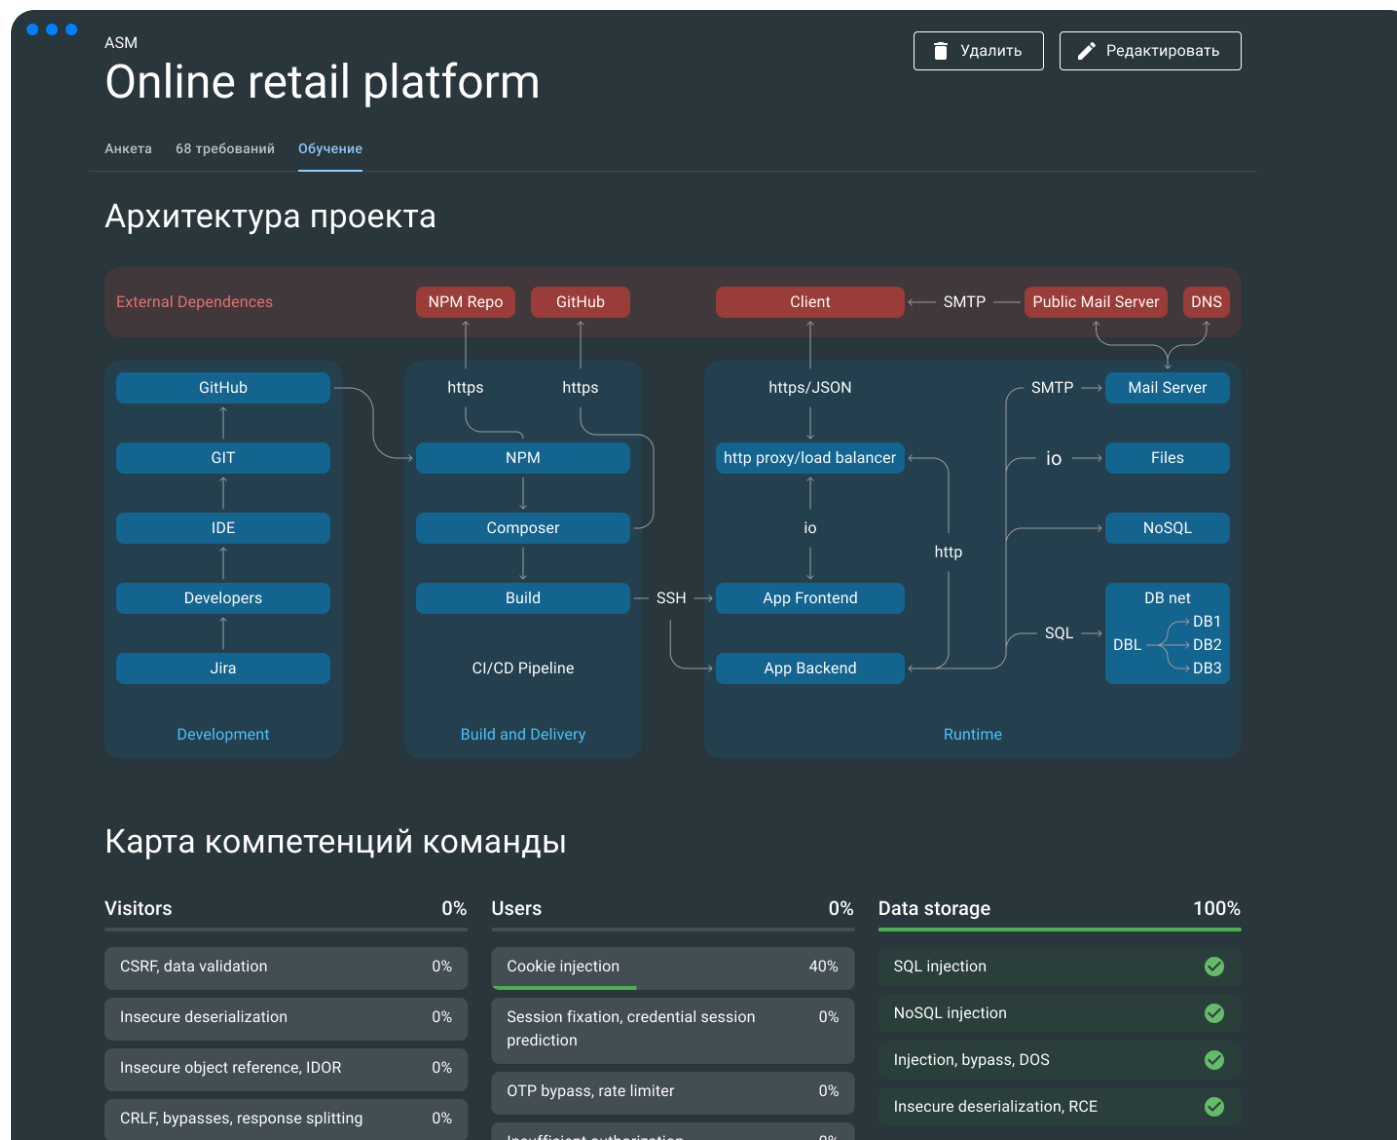 ASM
Online retail platform
Удалить
Редактировать
Анкета
68 требований
Обучение
Архитектура проекта
External Dependences
NPM Repo
GitHub
Client
SMTP
Public Mail Server
DNS
GitHub
https
https
https/JSON
SMTP
Mail Server
GIT
NPM
http proxy/load balancer
io
Files
IDE
Composer
io
http
NoSQL
Developers
Build
SSH
App Frontend
DB net
DB1
SQL
DBL
DB2
DB3
Jira
CI/CD Pipeline
App Backend
Development
Build and Delivery
Runtime
Карта компетенций команды
Visitors 0%
CSRF, data validation 0%
Insecure deserialization 0%
Insecure object reference, IDOR 0%
CRLF, bypasses, response splitting 0%
Users 0%
Cookie injection 40%
Session fixation, credential session 0%
prediction
OTP bypass, rate limiter 0%
Insufficient authorization 0%
Data storage 100%
SQL injection
NoSQL injection
Injection, bypass, DOS
Insecure deserialization, RCE